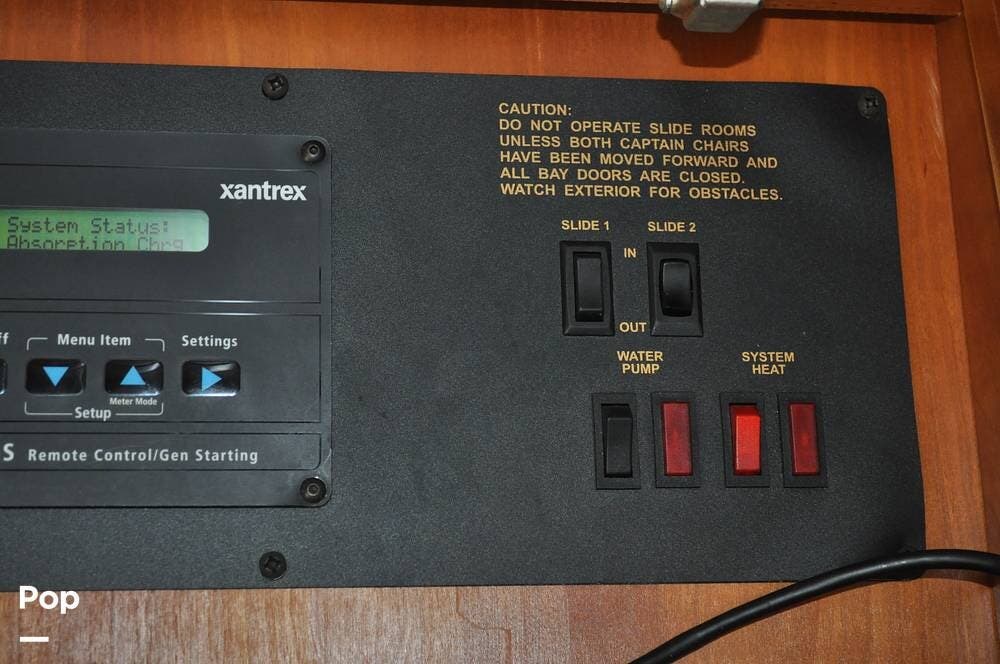 CAUTION:
DO NOT OPERATE SLIDE ROOMS
UNLESS BOTH CAPTAIN CHAIRS
HAVE BEEN MOVED FORWARD AND
ALL BAY DOORS ARE CLOSED.
WATCH EXTERIOR FOR OBSTACLES.
xantrex
System Status:
Absorption Chrg
SLIDE 1 SLIDE 2
IN
OUT
ff Menu Item Settings
Meter Mode
Setup
S Remote Control/Gen Starting
WATER
PUMP
SYSTEM
HEAT
Pop